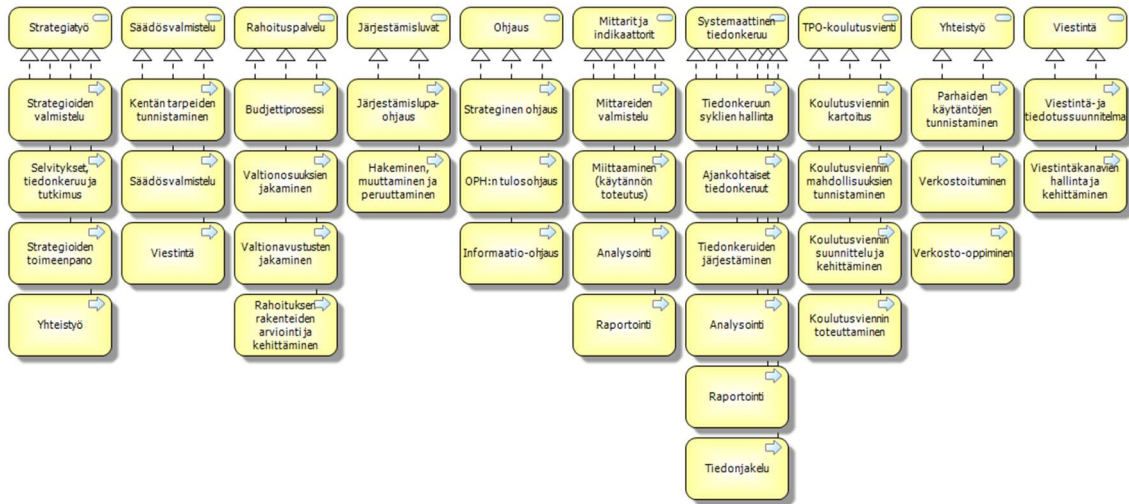 Strategiatyö
Säädösvalmistelu
Rahoituspalvelu
Järjestämisluvat
Ohjaus
Mittarit ja
indikaattorit
Systemaattinen
tiedonkeruu
TPO-koulutusvienti
Yhteistyö
Viestintä
Strategioiden
valmistelu
Kentän tarpeiden
tunnistaminen
Budjettiprosessi
Järjestämislupa-
ohjaus
Strateginen ohjaus
Mittareiden
valmistelu
Tiedonkeruun
syklien hallinta
Koulutusviennin
kartoitus
Parhaiden
käytäntöjen
tunnistaminen
Viestintä-ja
tiedotussuunnitelma
Selvitykset,
tiedonkeruu ja
tutkimus
Säädösvalmistelu
Valtionosuuksien
jakaminen
Hakeminen,
muuttaminen ja
peruuttaminen
OPH:n tulosohjaus
Miittaaminen
(käytännön
toteutus)
Ajankohtaiset
tiedonkeruut
Koulutusviennin
mahdollisuuksien
tunnistaminen
Verkostoituminen
Viestintäkanavien
hallinta ja
kehittäminen
Strategioiden
toimeenpano
Viestintä
Valtionavustusten
jakaminen
Informaatio-ohjaus
Analysointi
Tiedonkeruiden
järjestäminen
Koulutusviennin
suunnittelu ja
kehittäminen
Verkosto-oppiminen
Yhteistyö
Rahoituksen
rakenteiden
arviointi ja
kehittäminen
Raportointi
Analysointi
Koulutusviennin
toteuttaminen
Raportointi
Tiedonjakelu